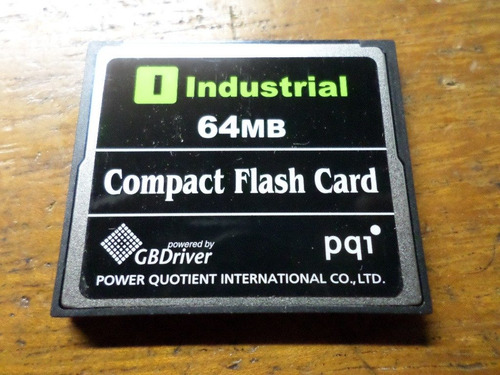 I Industrial
64MB
Compact Flash Card
powered by
GBDriver
pqi
POWER QUOTIENT INTERNATIONAL CO.,LTD.